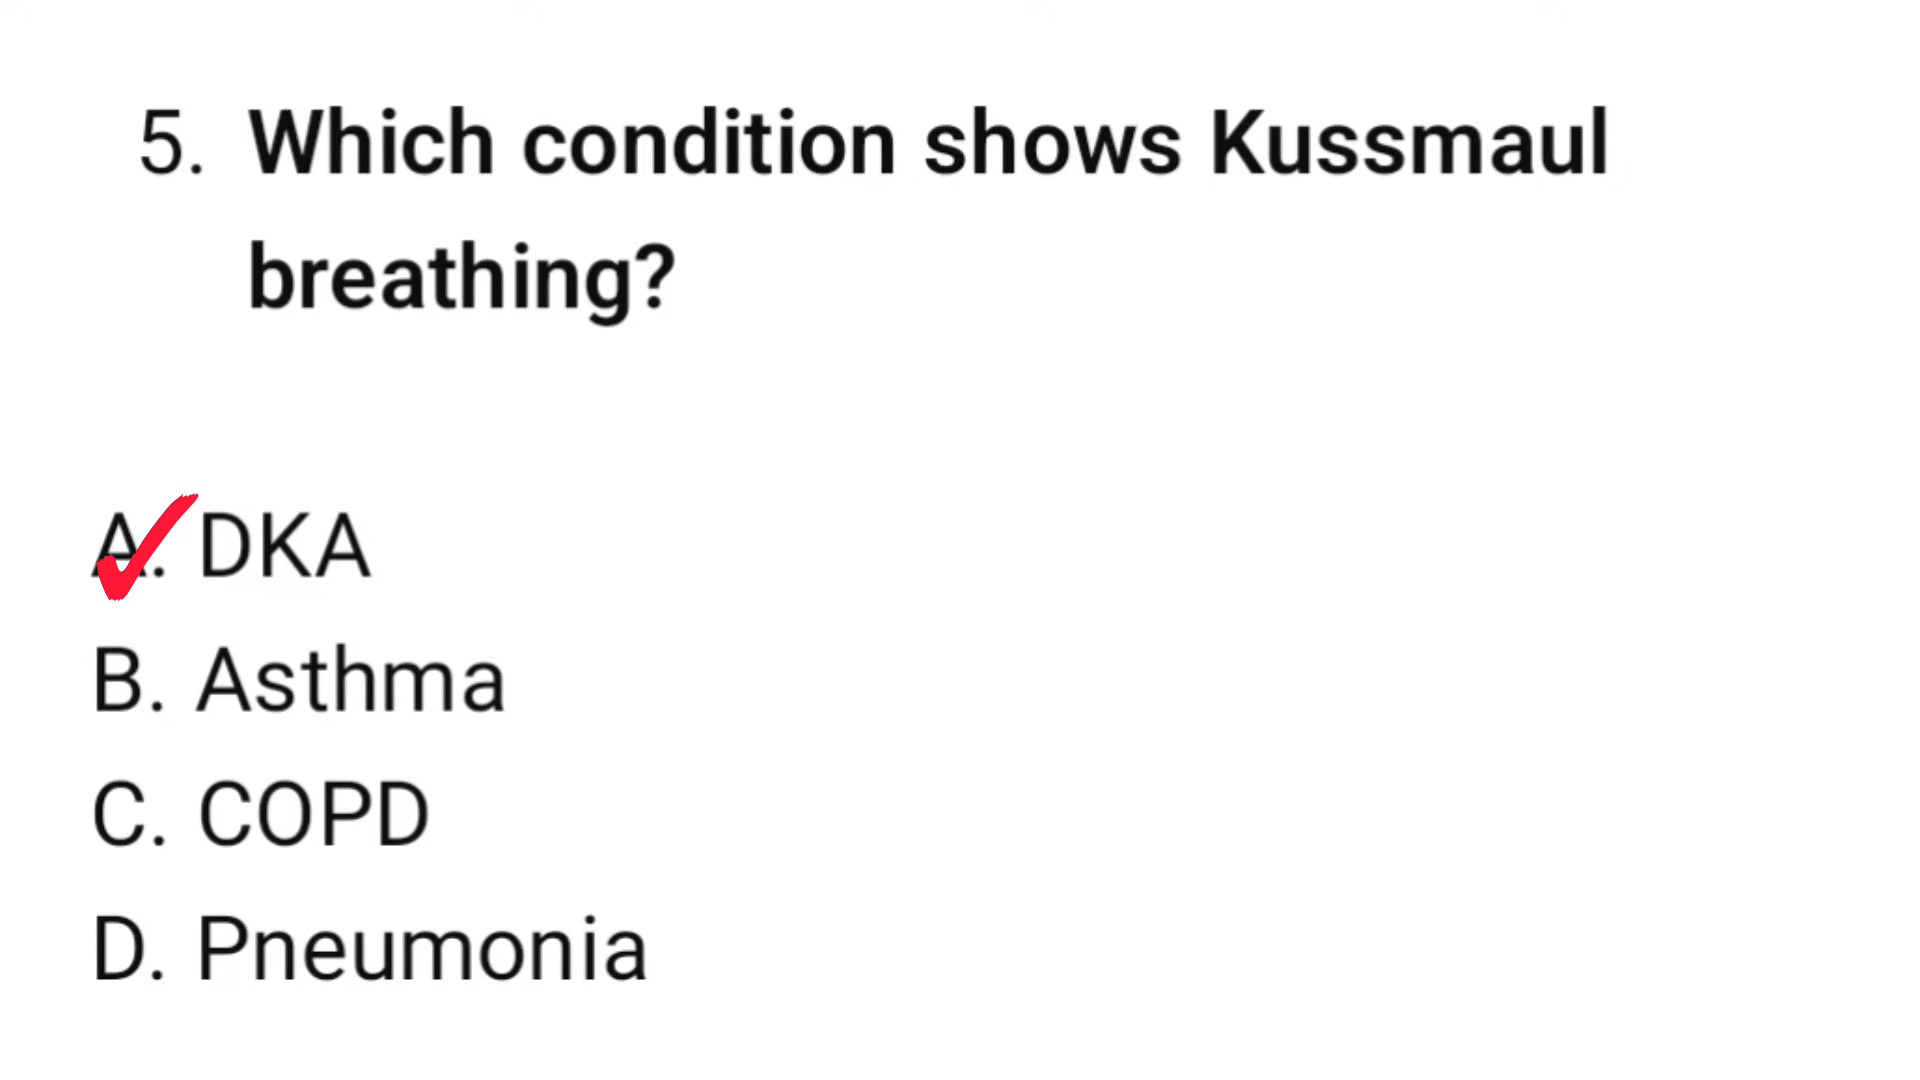 5. Which condition shows Kussmaul
breathing?
A. DKA
B. Asthma
C. COPD
D. Pneumonia